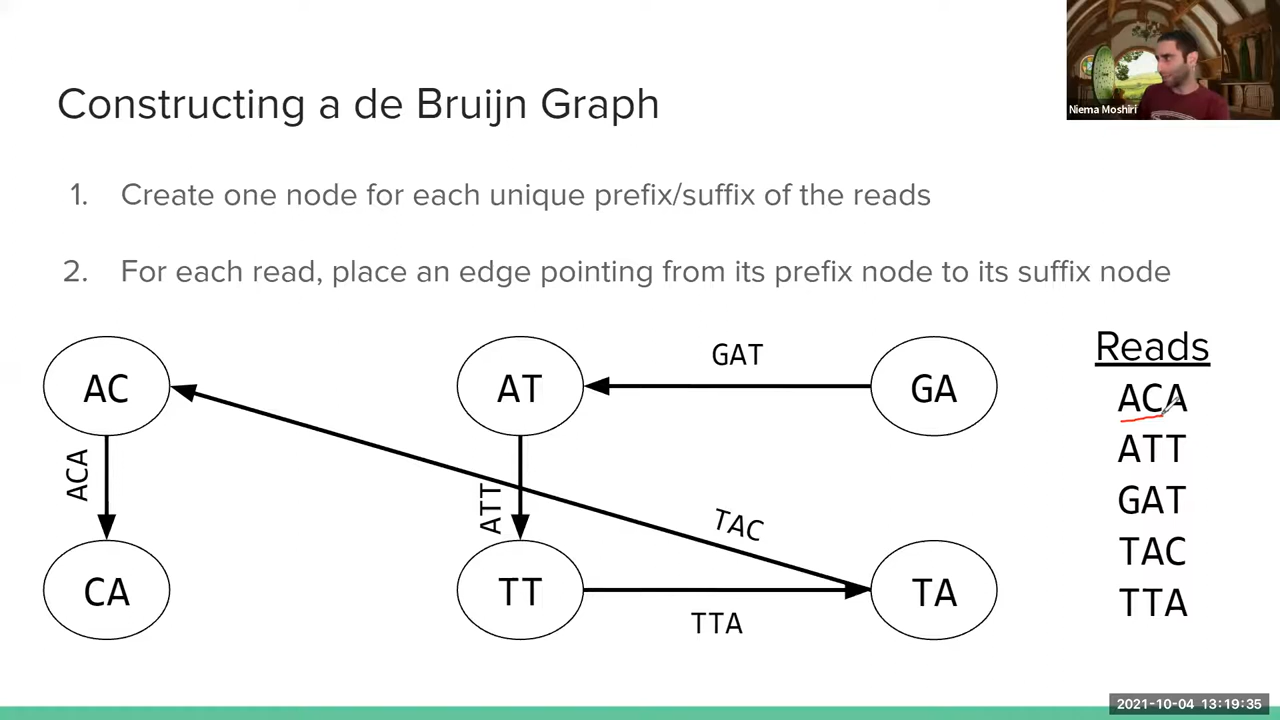 Niema Moshiri
Constructing a de Bruijn Graph
1. Create one node for each unique prefix/suffix of the reads
2. For each read, place an edge pointing from its prefix node to its suffix node
AC
AT
GAT
GA
ACA
ATT
TAC
CA
TT
TTA
TA
Reads
ACA
ATT
GAT
TAC
TTA
2021-10-04 13:19:35